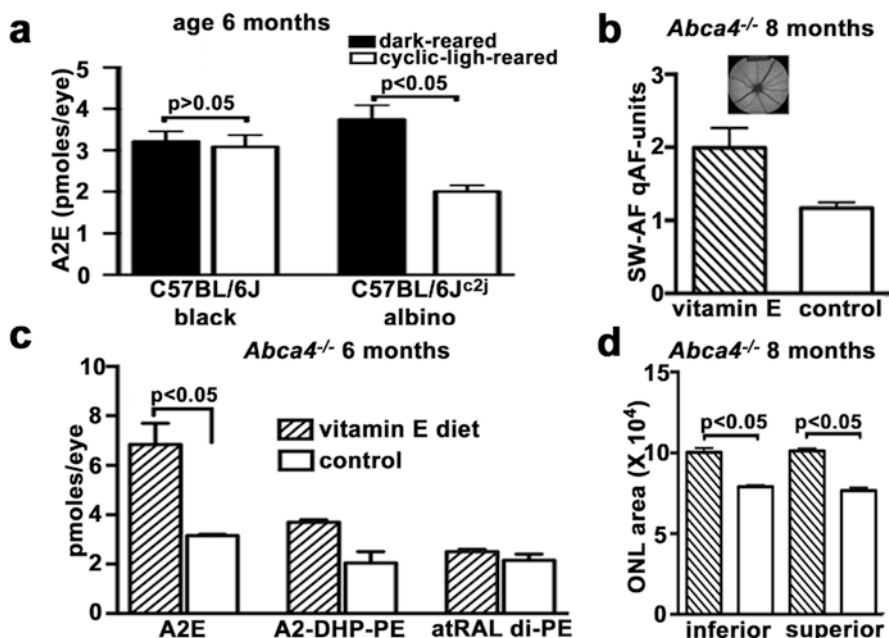 a
age 6 months
dark-reared
cyclic-ligh-reared
p>0.05
p<0.05
A2E (pmoles/eye)
5
4
3
2
1
0
C57BL/6J
black
C57BL/6Jc2j
albino
b
Abca4-/- 8 months
SW-AF qAF-units
3
2
1
0
vitamin E
control
c
Abca4-/- 6 months
p<0.05
vitamin E diet
control
pmoles/eye
10
8
6
4
2
0
A2E
A2-DHP-PE
atRAL di-PE
d
Abca4-/- 8 months
p<0.05
p<0.05
ONL area (X 104)
15
10
5
0
inferior
superior